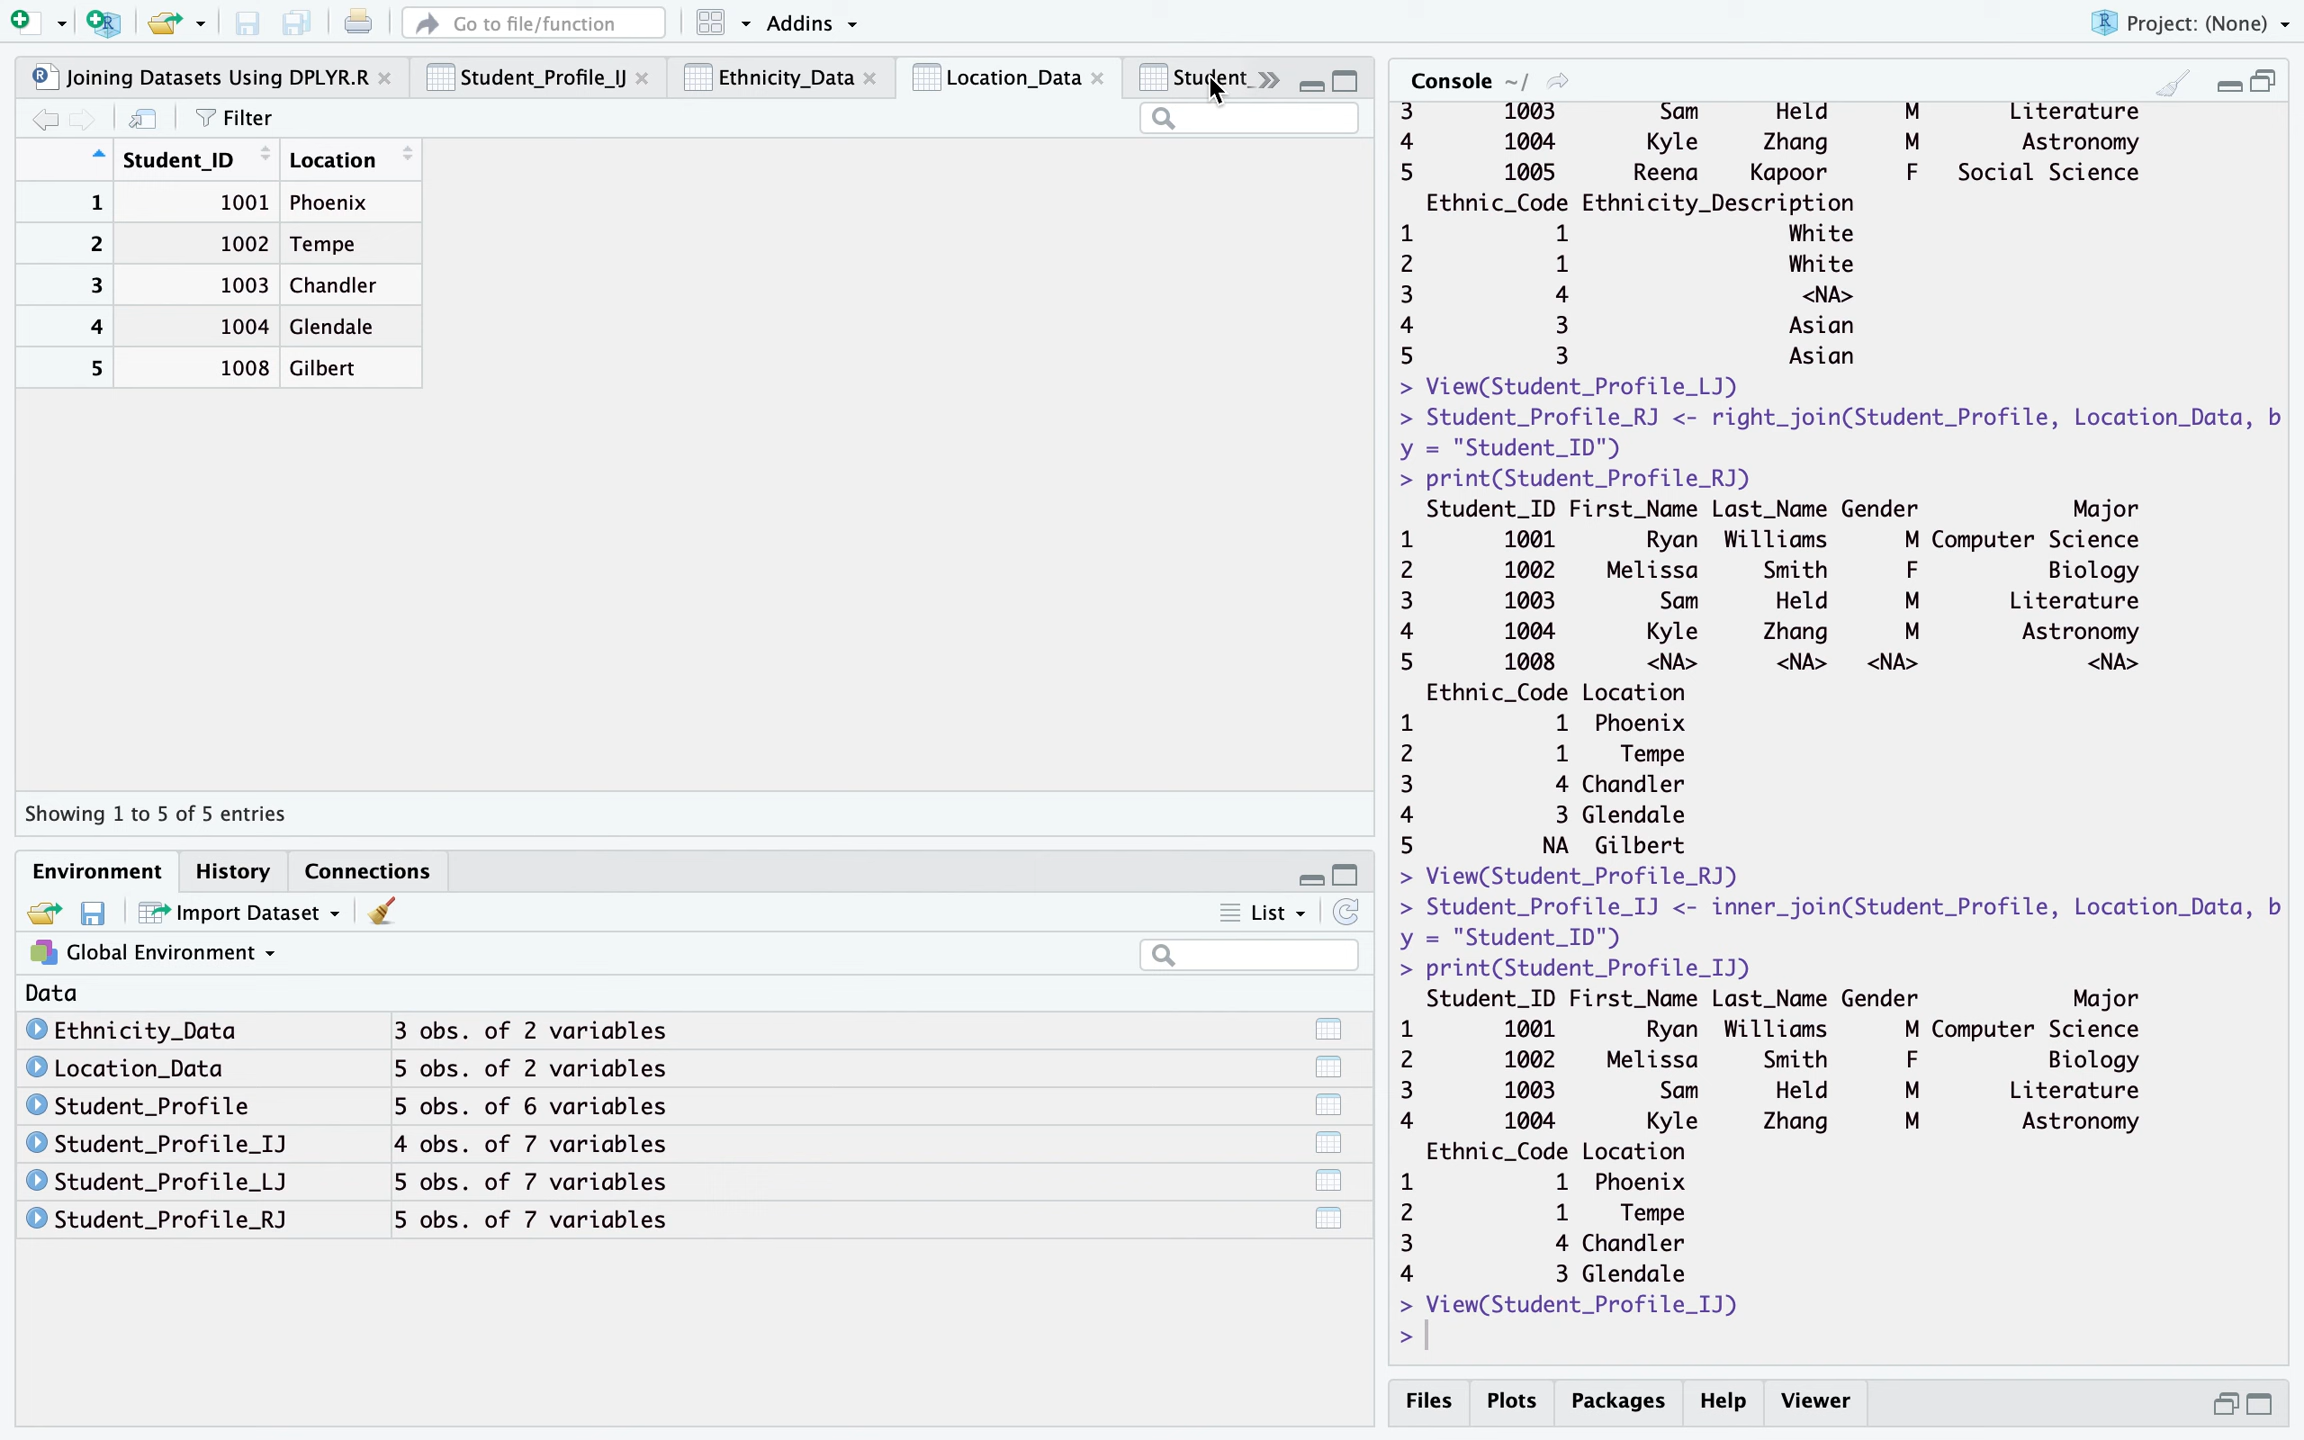 Go to file/function
Addins
Project: (None)
Joining Datasets Using DPLYR.R
Student_Profile_IJ
Ethnicity_Data
Location_Data
Student_
Filter
Student_ID Location
1 1001 Phoenix
2 1002 Tempe
3 1003 Chandler
4 1004 Glendale
5 1008 Gilbert
Showing 1 to 5 of 5 entries
Environment History Connections
Import Dataset
List
Global Environment
Data
Ethnicity_Data 3 obs. of 2 variables
Location_Data 5 obs. of 2 variables
Student_Profile 5 obs. of 6 variables
Student_Profile_IJ 4 obs. of 7 variables
Student_Profile_LJ 5 obs. of 7 variables
Student_Profile_RJ 5 obs. of 7 variables
Console ~/
3 1003 Sam Held M Literature
4 1004 Kyle Zhang M Astronomy
5 1005 Reena Kapoor F Social Science
Ethnic_Code Ethnicity_Description
1 1 White
2 1 White
3 4 <NA>
4 3 Asian
5 3 Asian
> View(Student_Profile_LJ)
> Student_Profile_RJ <- right_join(Student_Profile, Location_Data, b
y = "Student_ID")
> print(Student_Profile_RJ)
Student_ID First_Name Last_Name Gender Major
1 1001 Ryan Williams M Computer Science
2 1002 Melissa Smith F Biology
3 1003 Sam Held M Literature
4 1004 Kyle Zhang M Astronomy
5 1008 <NA> <NA> <NA> <NA>
Ethnic_Code Location
1 1 Phoenix
2 1 Tempe
3 4 Chandler
4 3 Glendale
5 NA Gilbert
> View(Student_Profile_RJ)
> Student_Profile_IJ <- inner_join(Student_Profile, Location_Data, b
y = "Student_ID")
> print(Student_Profile_IJ)
Student_ID First_Name Last_Name Gender Major
1 1001 Ryan Williams M Computer Science
2 1002 Melissa Smith F Biology
3 1003 Sam Held M Literature
4 1004 Kyle Zhang M Astronomy
Ethnic_Code Location
1 1 Phoenix
2 1 Tempe
3 4 Chandler
4 3 Glendale
> View(Student_Profile_IJ)
>
Files Plots Packages Help Viewer